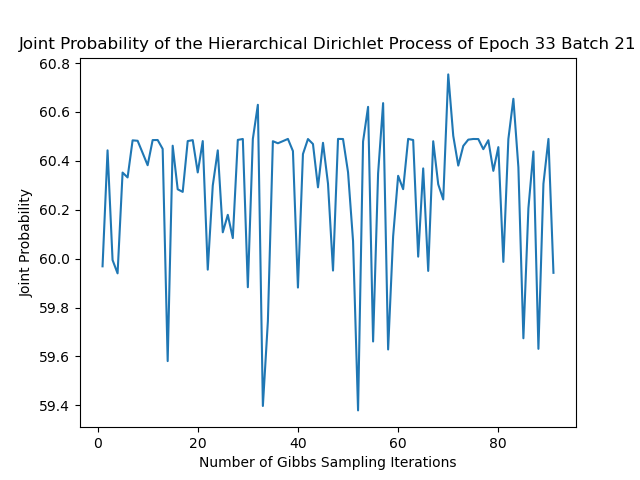 Joint Probability of the Hierarchical Dirichlet Process of Epoch 33 Batch 21
60.8
60.6
60.4
60.2
60.0
59.8
59.6
59.4
Joint Probability
0 20 40 60 80
Number of Gibbs Sampling Iterations